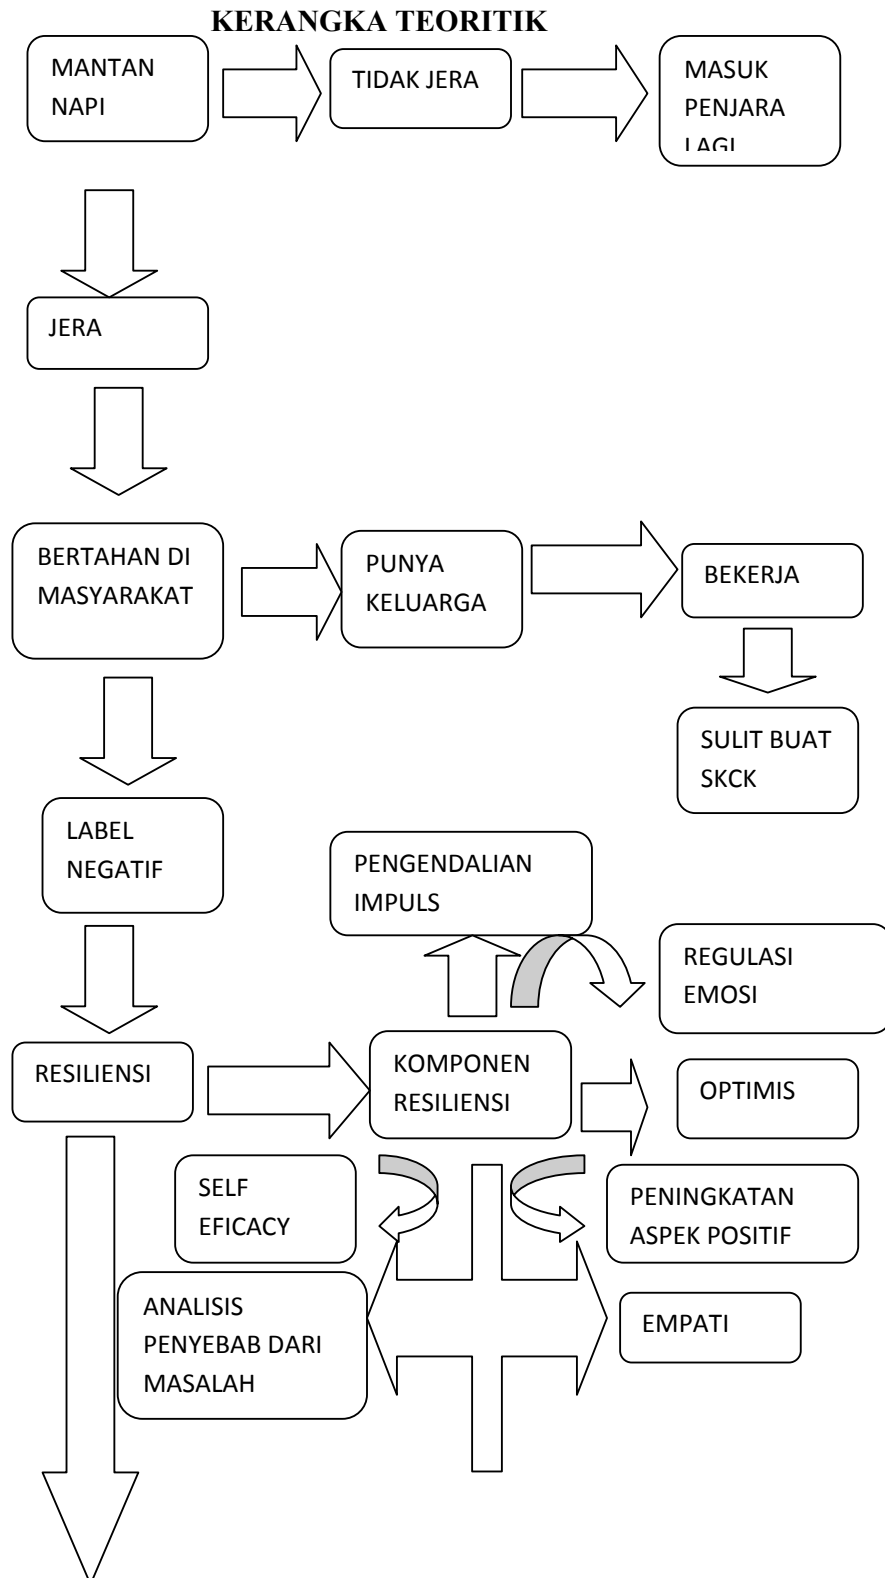 KERANGKA TEORITIK
MANTAN
NAPI
TIDAK JERA
MASUK
PENJARA
LAGI
JERA
BERTAHAN DI
MASYARAKAT
PUNYA
KELUARGA
BEKERJA
SULIT BUAT
SKCK
LABEL
NEGATIF
PENGENDALIAN
IMPULS
REGULASI
EMOSI
RESILIENSI
KOMPONEN
RESILIENSI
OPTIMIS
SELF
EFICACY
PENINGKATAN
ASPEK POSITIF
ANALISIS
PENYEBAB DARI
MASALAH
EMPATI